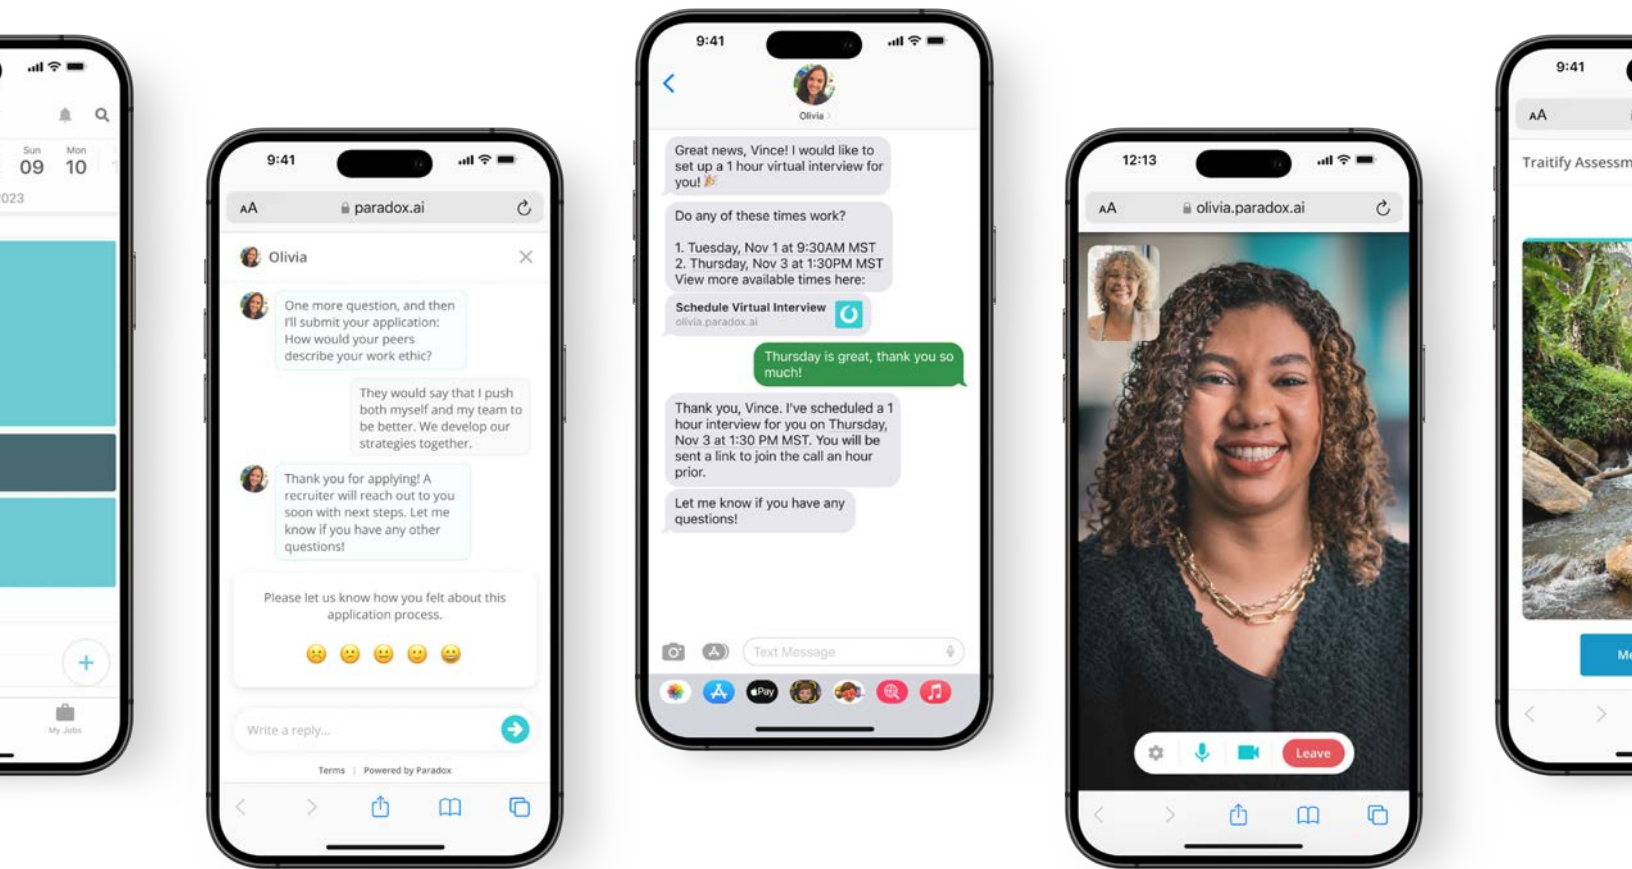 Sun
Mon
09
10
023
My Jobs
9:41
AA
paradox.ai
Olivia
One more question, and then
I'll submit your application:
How would your peers
describe your work ethic?
They would say that I push
both myself and my team to
be better. We develop our
strategies together.
Thank you for applying! A
recruiter will reach out to you
soon with next steps. Let me
know if you have any other
questions!
Please let us know how you felt about this
application process.
Write a reply...
Terms | Powered by Paradox
9:41
Olivia
Great news, Vince! I would like to
set up a 1 hour virtual interview for
you! 🎉
Do any of these times work?
1. Tuesday, Nov 1 at 9:30AM MST
2. Thursday, Nov 3 at 1:30PM MST
View more available times here:
Schedule Virtual Interview
olivia.paradox.ai
Thursday is great, thank you so
much!
Thank you, Vince. I've scheduled a 1
hour interview for you on Thursday,
Nov 3 at 1:30 PM MST. You will be
sent a link to join the call an hour
prior.
Let me know if you have any
questions!
Text Message
Pay
12:13
AA
olivia.paradox.ai
Leave
9:41
AA
Traitify Assessm
Me